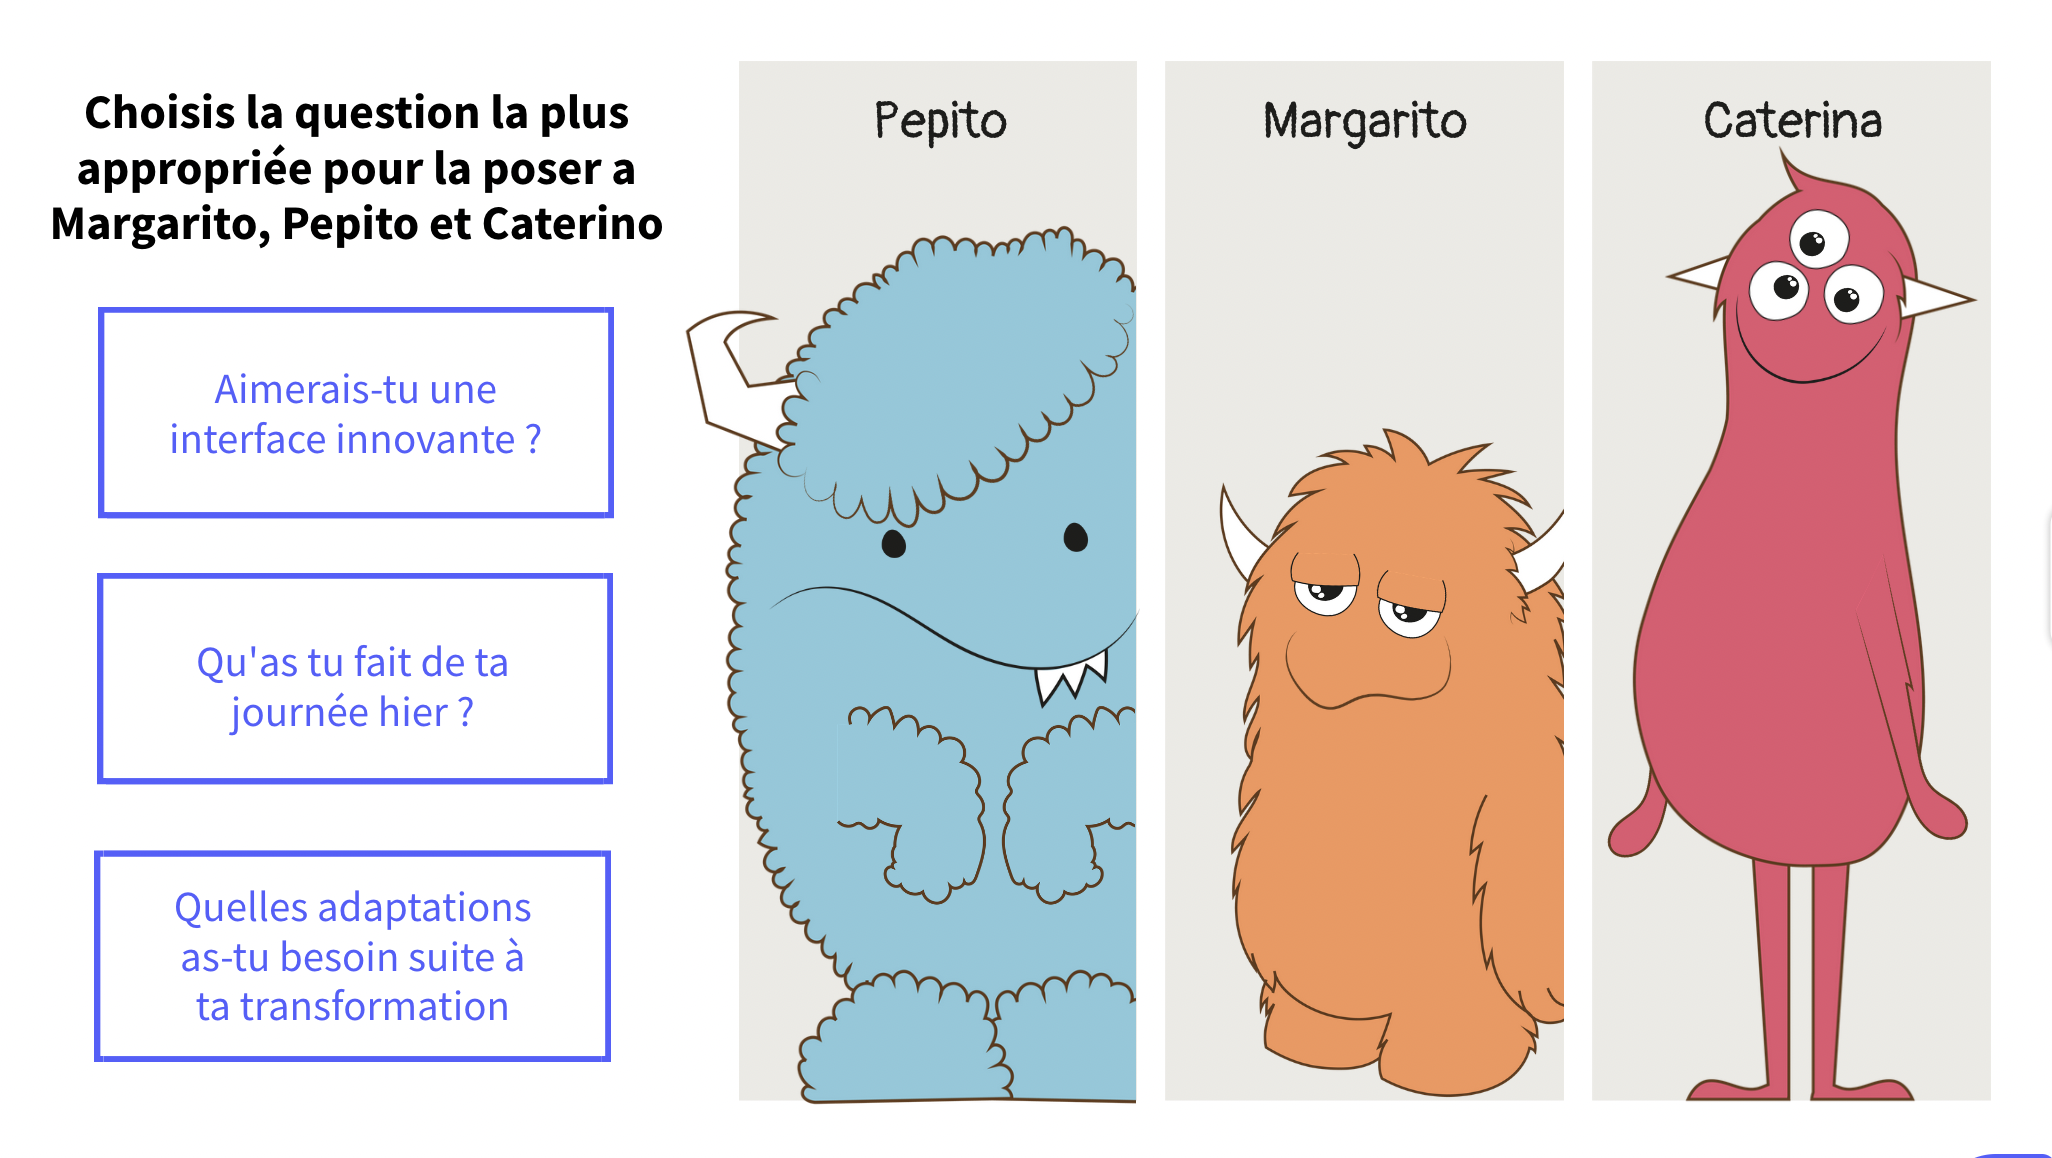 Choisis la question la plus
appropriée pour la poser a
Margarito, Pepito et Caterino
Aimerais-tu une
interface innovante ?
Qu'as tu fait de ta
journée hier ?
Quelles adaptations
as-tu besoin suite à
ta transformation
Pepito
Margarito
Caterina